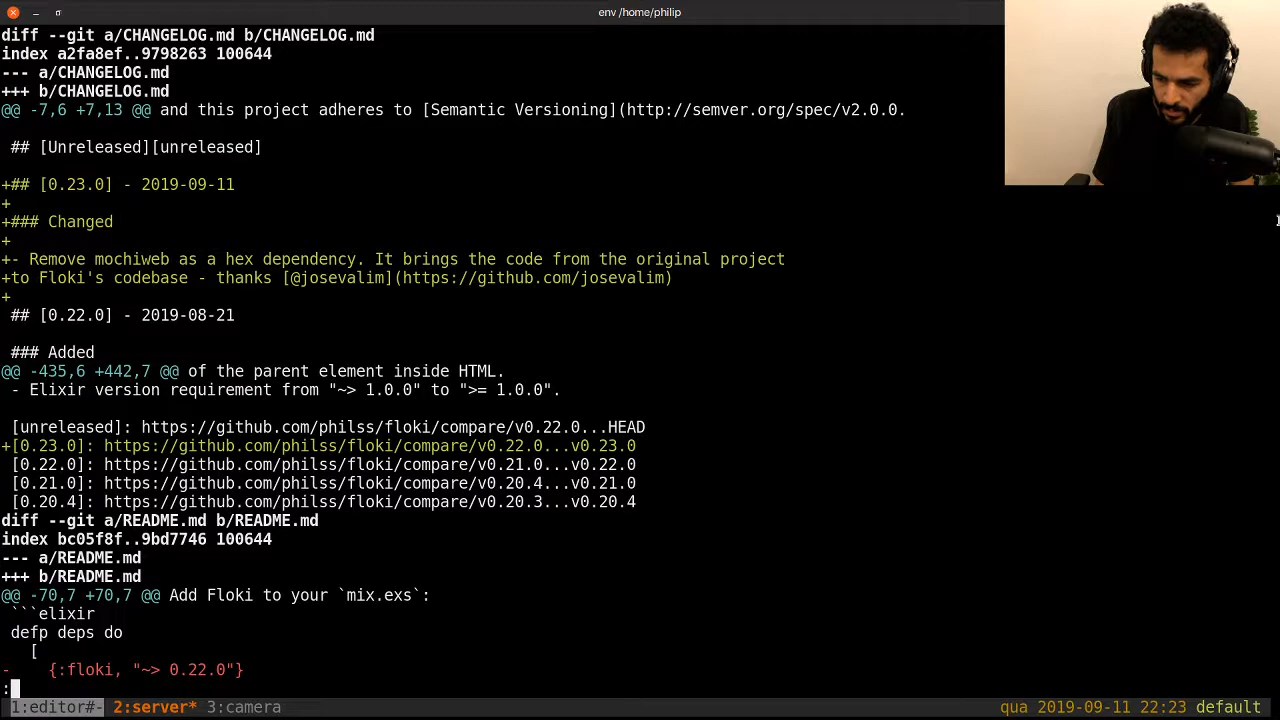 env /home/philip
diff --git a/CHANGELOG.md b/CHANGELOG.md
index a2fa8ef..9798263 100644
--- a/CHANGELOG.md
+++ b/CHANGELOG.md
@@ -7,6 +7,13 @@ and this project adheres to [Semantic Versioning](http://semver.org/spec/v2.0.0.
## [Unreleased][unreleased]
+## [0.23.0] - 2019-09-11
+
+### Changed
+
+- Remove mochiweb as a hex dependency. It brings the code from the original project
+to Floki's codebase - thanks [@josevalim](https://github.com/josevalim)
+
## [0.22.0] - 2019-08-21
### Added
@@ -435,6 +442,7 @@ of the parent element inside HTML.
- Elixir version requirement from "~> 1.0.0" to ">= 1.0.0".
[unreleased]: https://github.com/philss/floki/compare/v0.22.0...HEAD
+[0.23.0]: https://github.com/philss/floki/compare/v0.22.0...v0.23.0
[0.22.0]: https://github.com/philss/floki/compare/v0.21.0...v0.22.0
[0.21.0]: https://github.com/philss/floki/compare/v0.20.4...v0.21.0
[0.20.4]: https://github.com/philss/floki/compare/v0.20.3...v0.20.4
diff --git a/README.md b/README.md
index bc05f8f..9bd7746 100644
--- a/README.md
+++ b/README.md
@@ -70,7 +70,7 @@ Add Floki to your `mix.exs`:
```elixir
defp deps do
[
-    {:floki, "~> 0.22.0"}
:
1:editor#- 2:server* 3:camera qua 2019-09-11 22:23 default